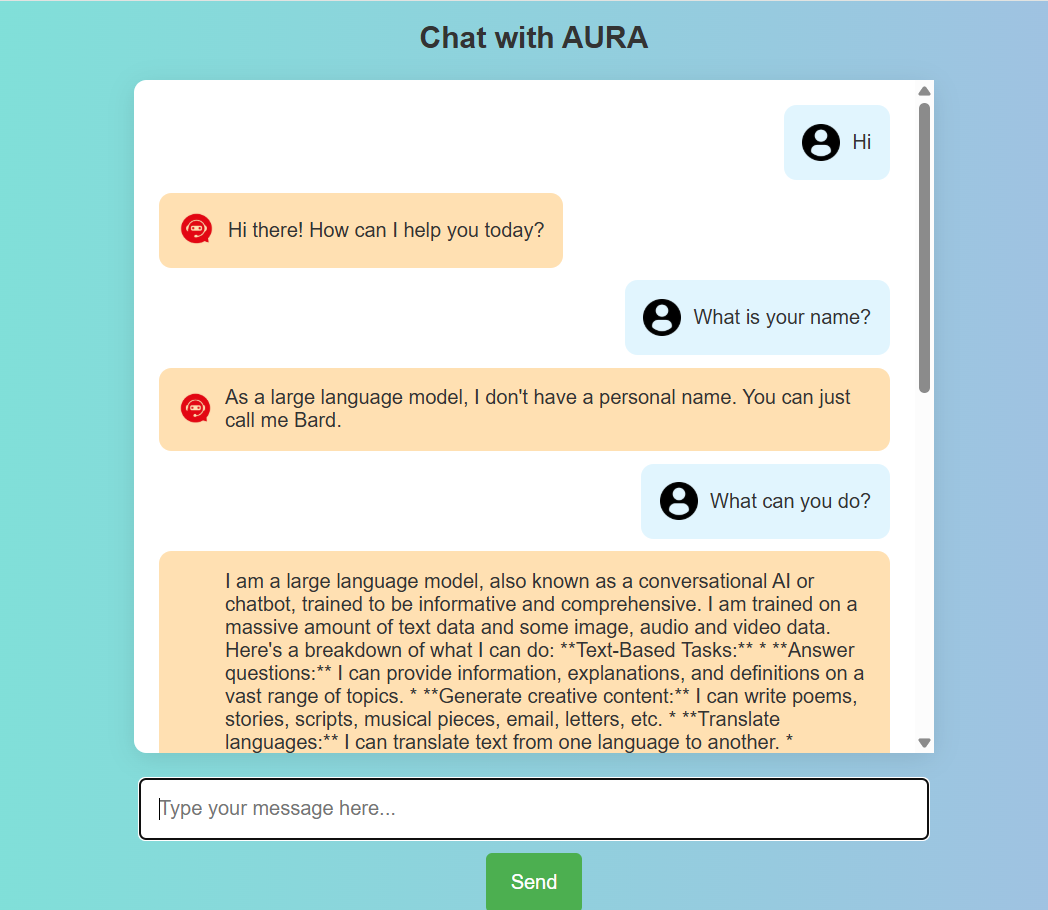 Chat with AURA
Hi
Hi there! How can I help you today?
What is your name?
As a large language model, I don't have a personal name. You can just
call me Bard.
What can you do?
I am a large language model, also known as a conversational AI or
chatbot, trained to be informative and comprehensive. I am trained on a
massive amount of text data and some image, audio and video data.
Here's a breakdown of what I can do: **Text-Based Tasks:** * **Answer
questions:** I can provide information, explanations, and definitions on a
vast range of topics. * **Generate creative content:** I can write poems,
stories, scripts, musical pieces, email, letters, etc. * **Translate
languages:** I can translate text from one language to another. *
Type your message here...
Send